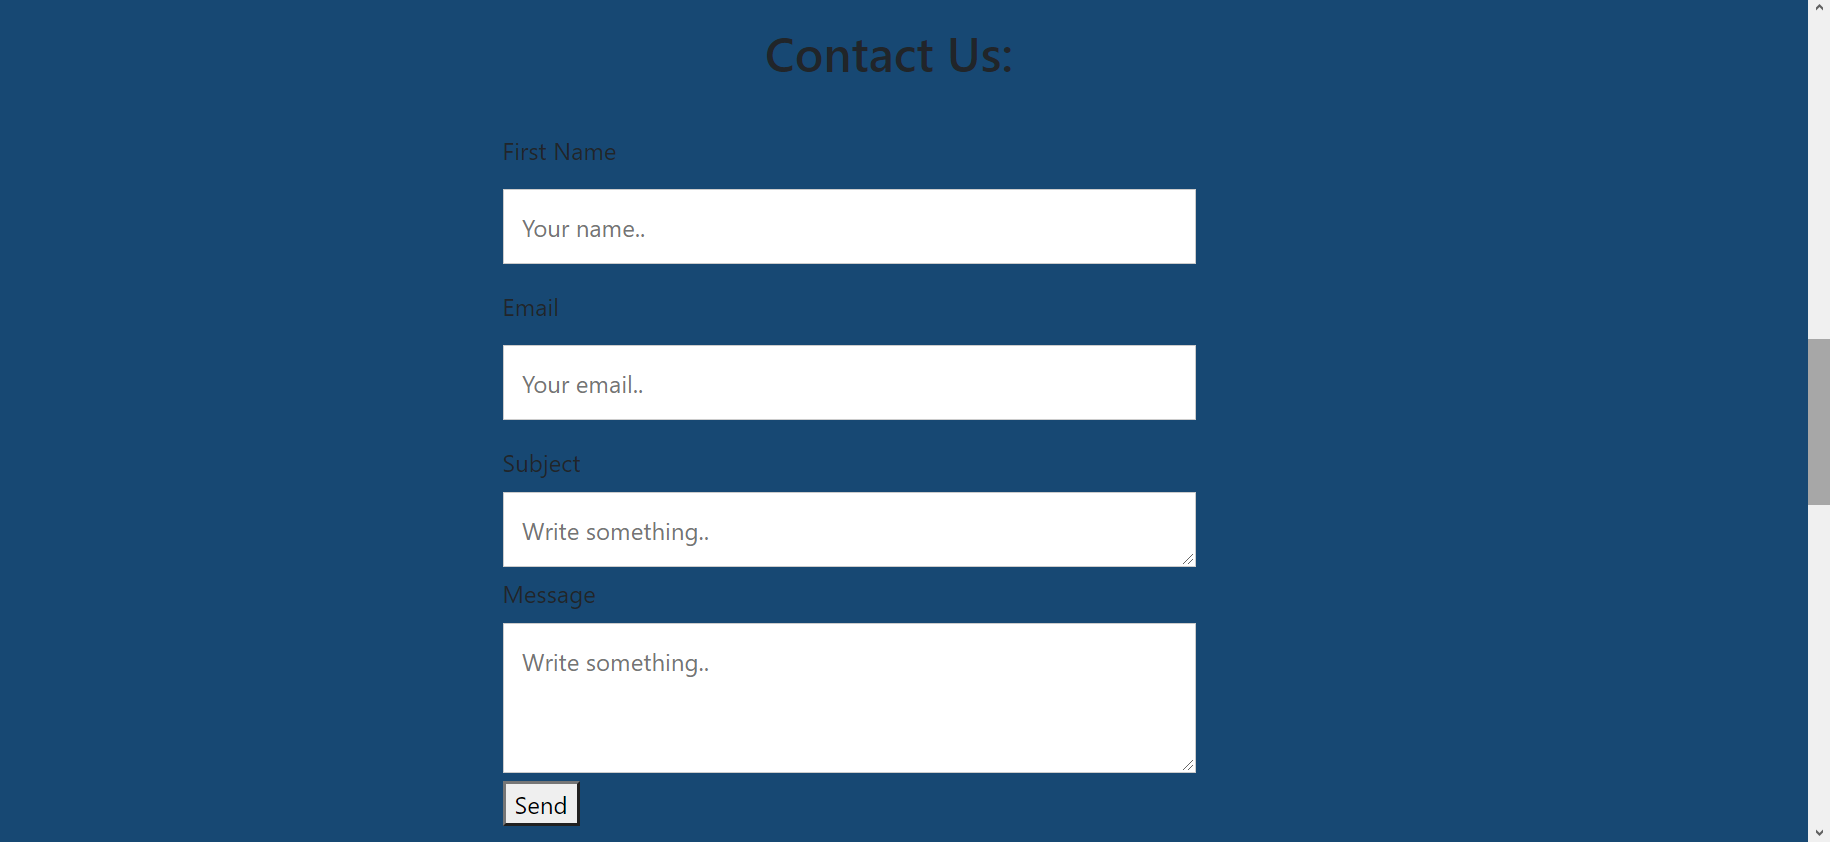 Contact Us:
First Name
Your name..
Email
Your email..
Subject
Write something..
Message
Write something..
Send